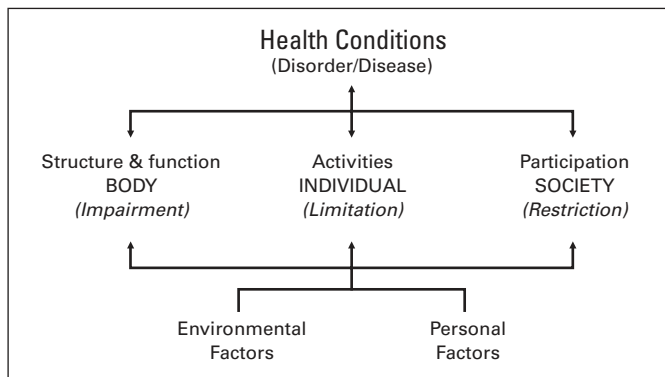 Health Conditions
(Disorder/Disease)
Structure & function
BODY
(Impairment)
Activities
INDIVIDUAL
(Limitation)
Participation
SOCIETY
(Restriction)
Environmental
Factors
Personal
Factors